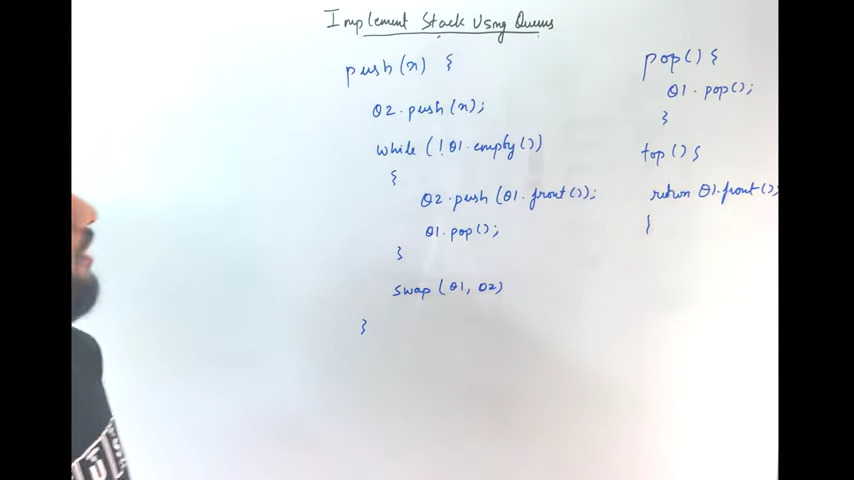 Implement Stack Using Queues
push(x) {
Q2.push(x);
while (!Q1.empty())
{
Q2.push(Q1.front());
Q1.pop();
}
swap(Q1, Q2)
}
pop() {
Q1.pop();
}
top() {
return Q1.front();
}
U